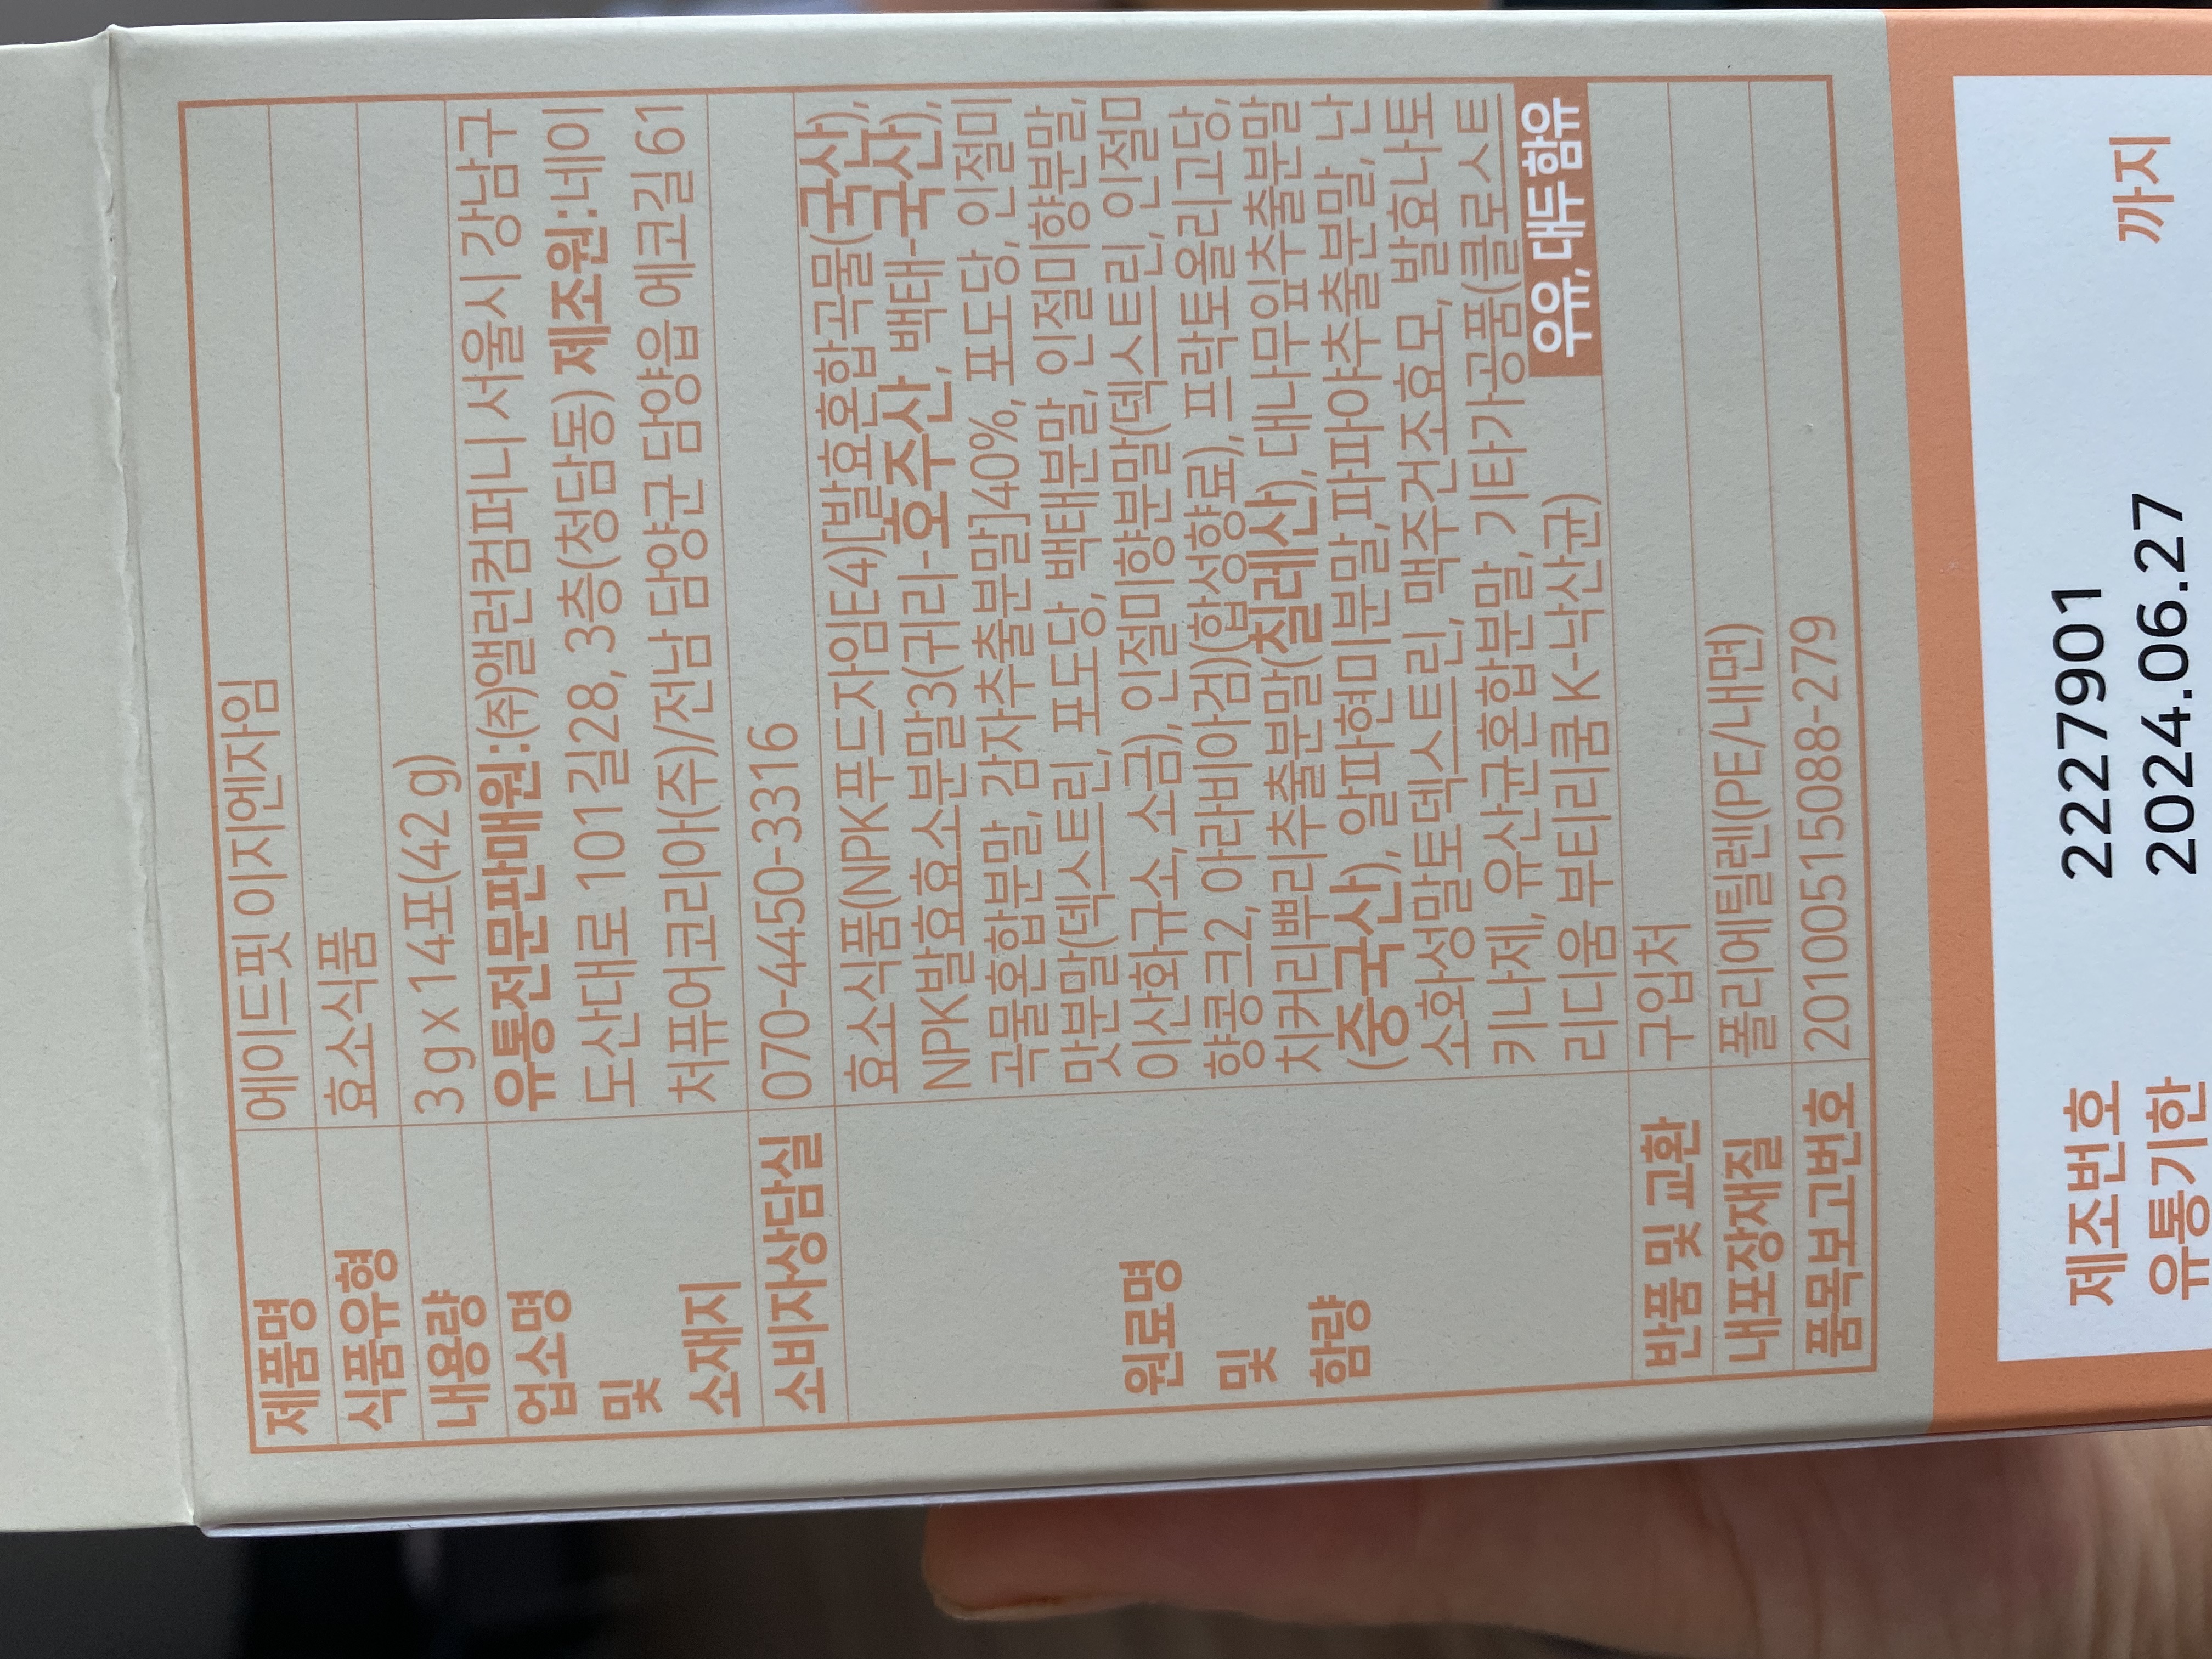 제품명 에이드핏 이지엔자임
식품유형 효소식품
내용량 3 g x 14포(42 g)
업소명 및 소재지 유통전문판매원:(주)앨런컴퍼니 서울시 강남구
도산대로 101길28, 3층(청담동) 제조원:네이
처퓨어코리아(주)/전남 담양군 담양읍 에코길 61
소비자상담실 070-4450-3316
원료명 및 함량 효소식품(NPK푸드자임E4)[발효혼합곡물(국산),
NPK발효효소분말3(귀리-호주산, 백태-국산),
곡물혼합분말, 감자추출분말]40%, 포도당, 인절미
맛분말(덱스트린, 포도당, 백태분말, 인절미향분말,
이산화규소, 소금), 인절미향분말(덱스트린, 인절미
향콩크2, 아라비아검)(합성향료), 프락토올리고당,
치커리뿌리추출분말(칠레산), 대나무잎추출분말
(중국산), 알파현미분말,파파야추출분말, 난
소화성말토덱스트린, 맥주건조효모, 발효나토
키나제, 유산균혼합분말, 기타가공품(클로스트
리디움 부티리쿰 K-낙산균)
우유, 대두 함유
반품 및 교환 구입처
내포장재질 폴리에틸렌(PE/내면)
품목보고번호 20100515088-279
제조번호 2227901
유통기한 2024.06.27 까지